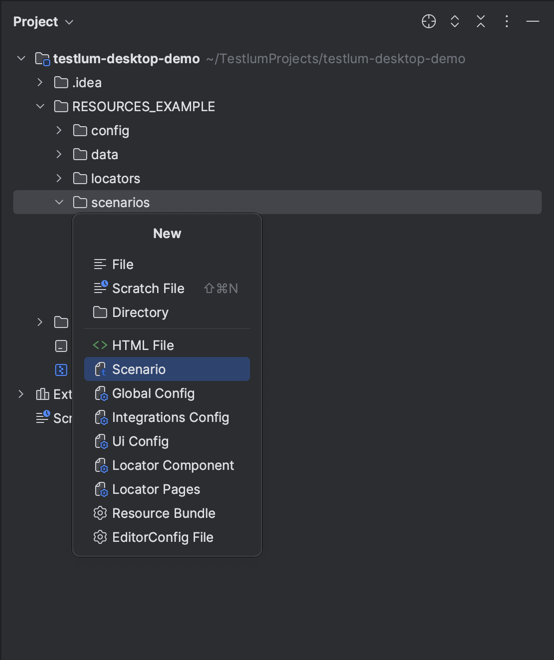 Project
testlum-desktop-demo ~/TestlumProjects/testlum-desktop-demo
.idea
RESOURCES_EXAMPLE
config
data
locators
scenarios
New
File
Scratch File ⇧⌘N
Directory
HTML File
Scenario
Global Config
Integrations Config
Ui Config
Locator Component
Locator Pages
Resource Bundle
EditorConfig File
Ext
Scr